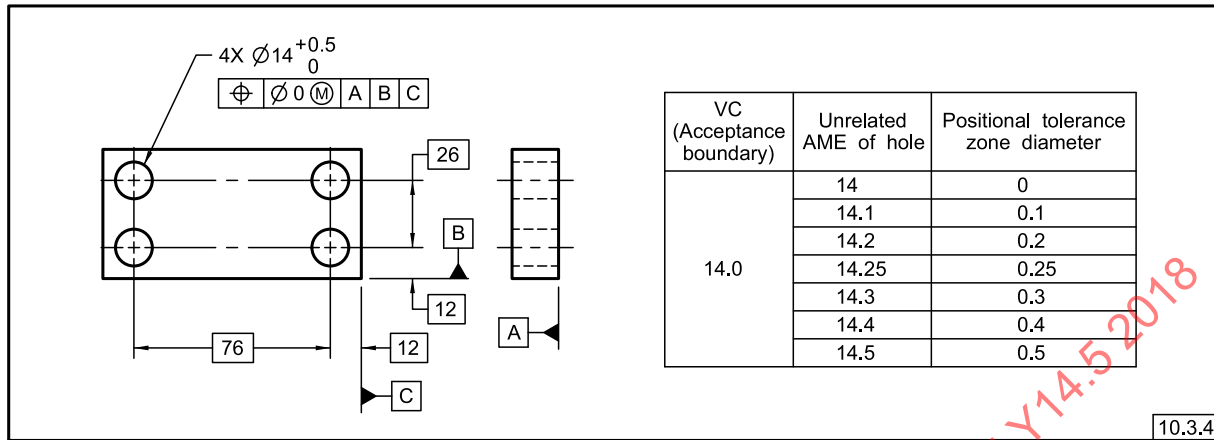 4X ⌀14 +0.5
0
⌖ ⌀ 0 Ⓜ A B C
26
B
12
A
76
12
C
VC (Acceptance boundary)
Unrelated AME of hole
Positional tolerance zone diameter
14.0
14 0
14.1 0.1
14.2 0.2
14.25 0.25
14.3 0.3
14.4 0.4
14.5 0.5
Y14.5 2018
10.3.4